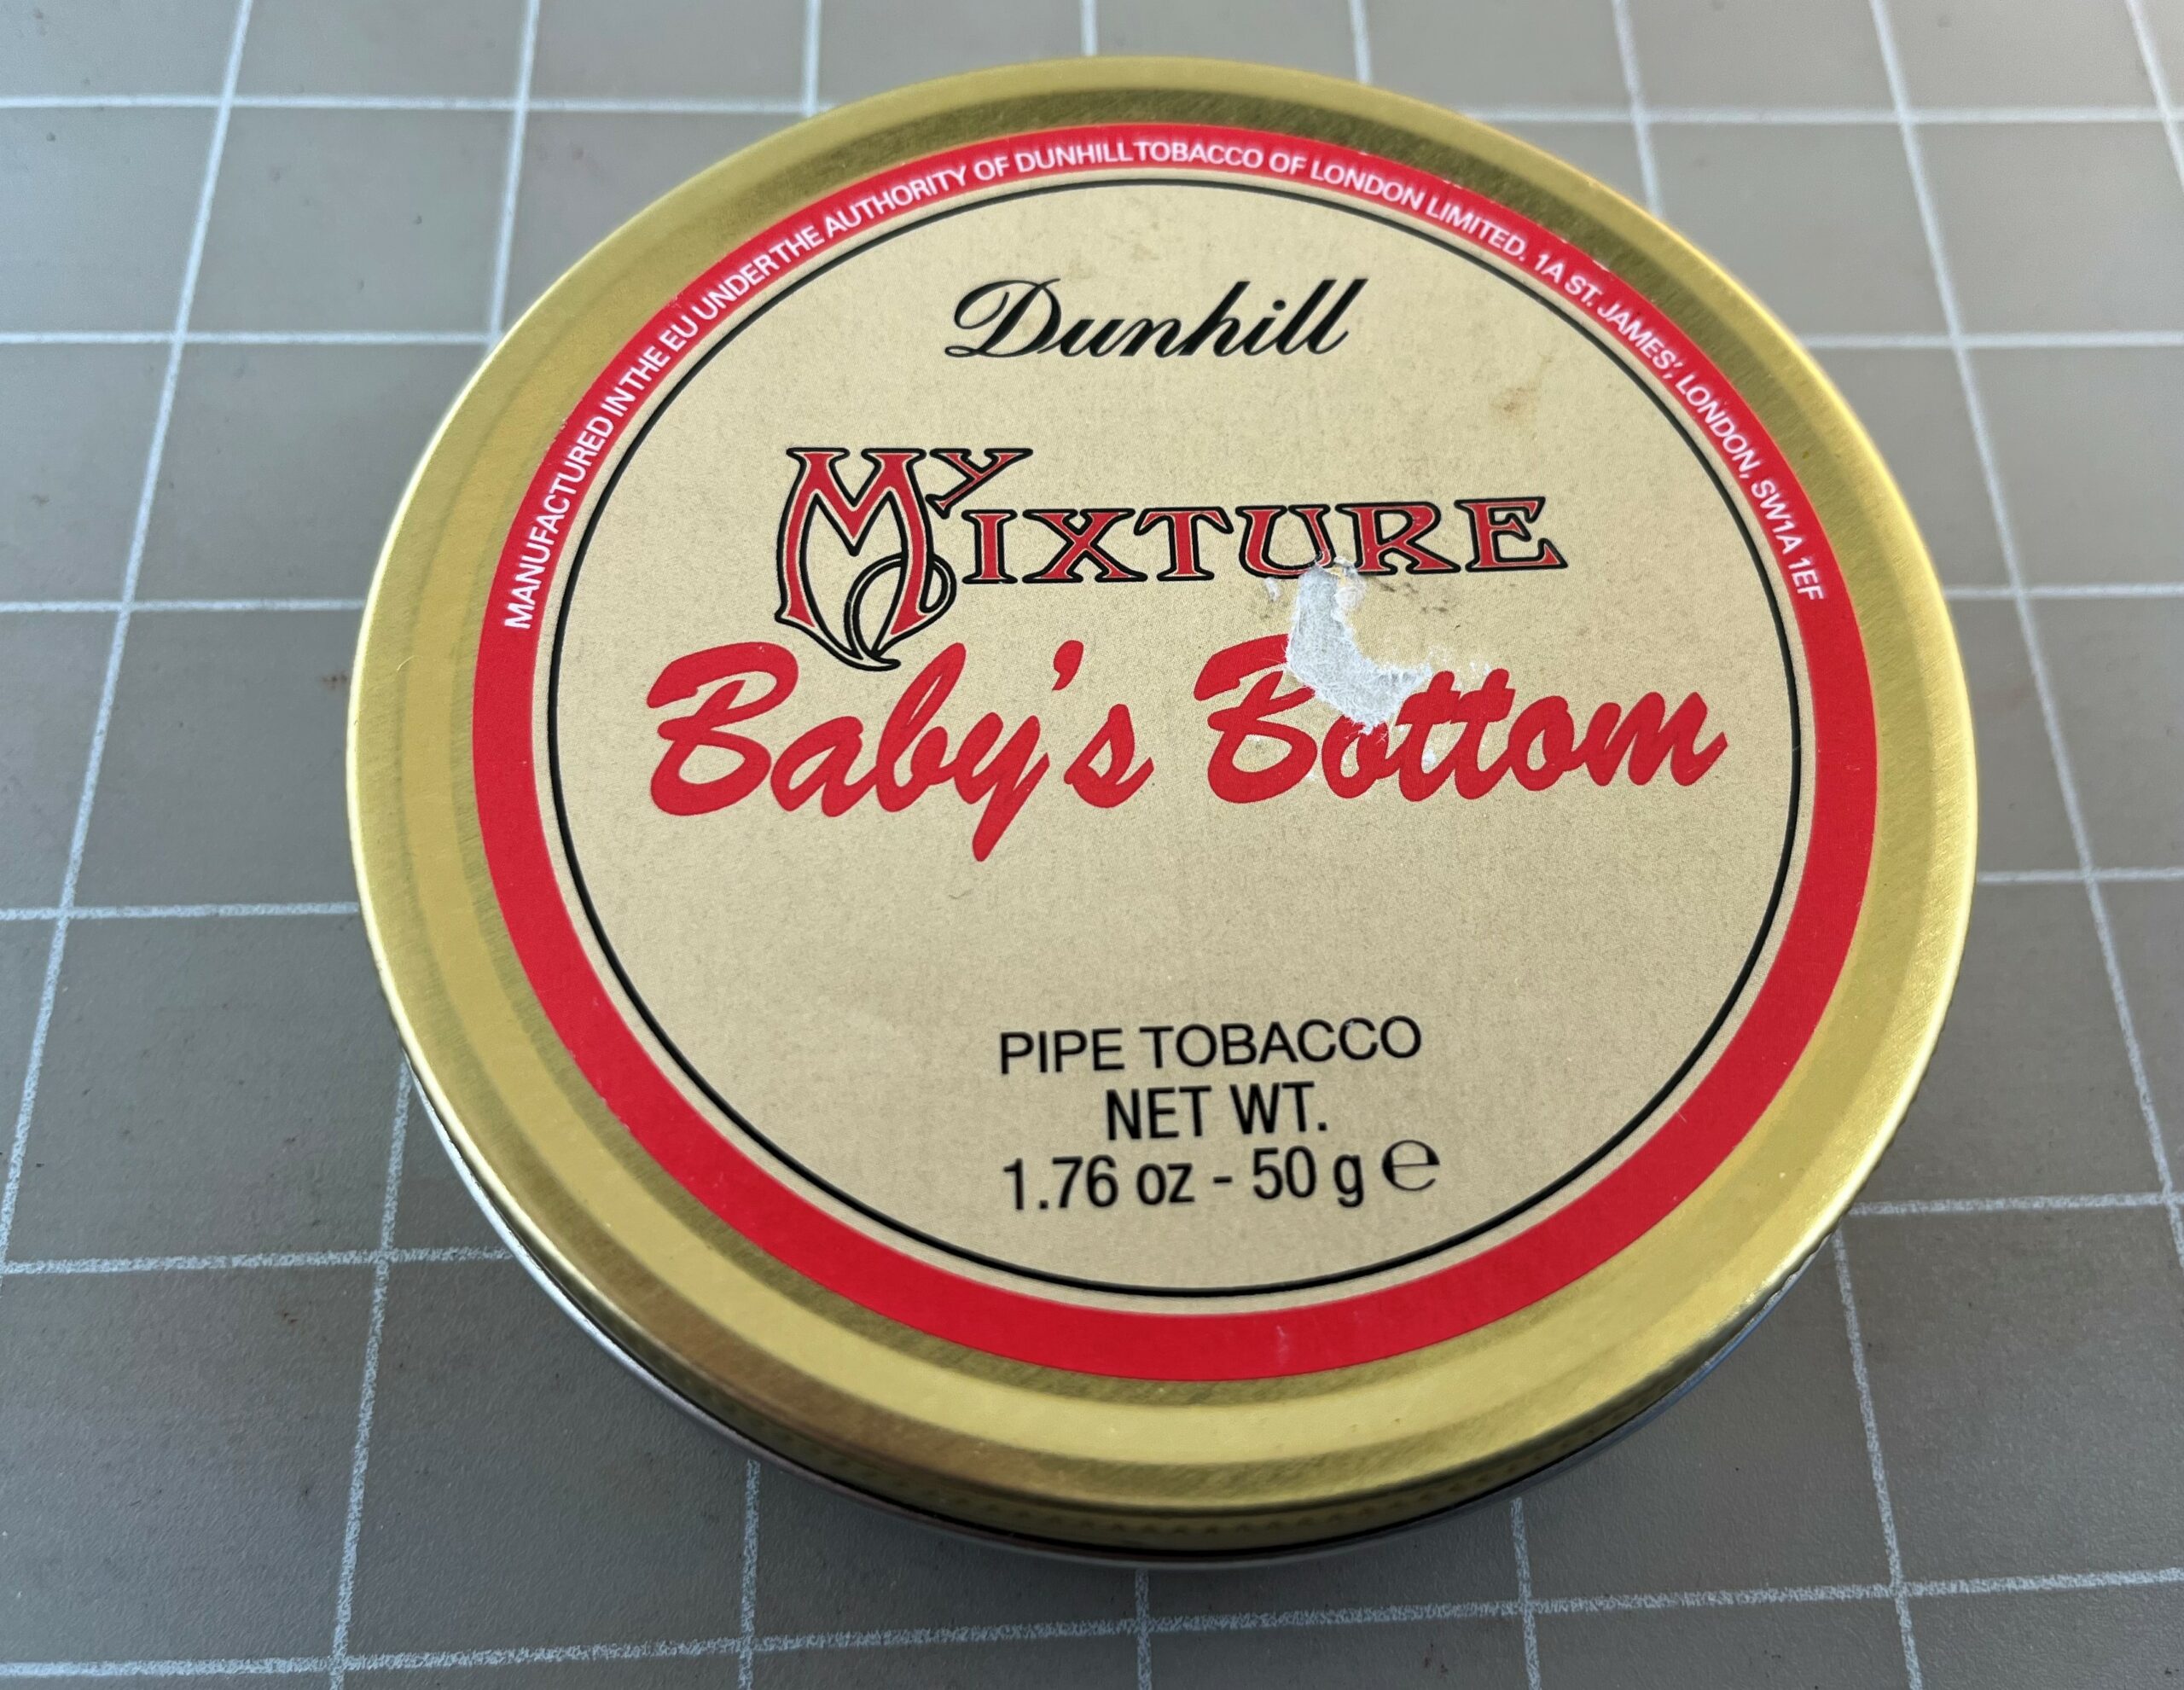 MANUFACTURED IN THE EU UNDER THE AUTHORITY OF DUNHILL TOBACCO OF LONDON LIMITED. 1A ST. JAMES', LONDON, SW1A 1EF
Dunhill
MY MIXTURE
Baby's Bottom
PIPE TOBACCO
NET WT.
1.76 oz - 50 g ℮